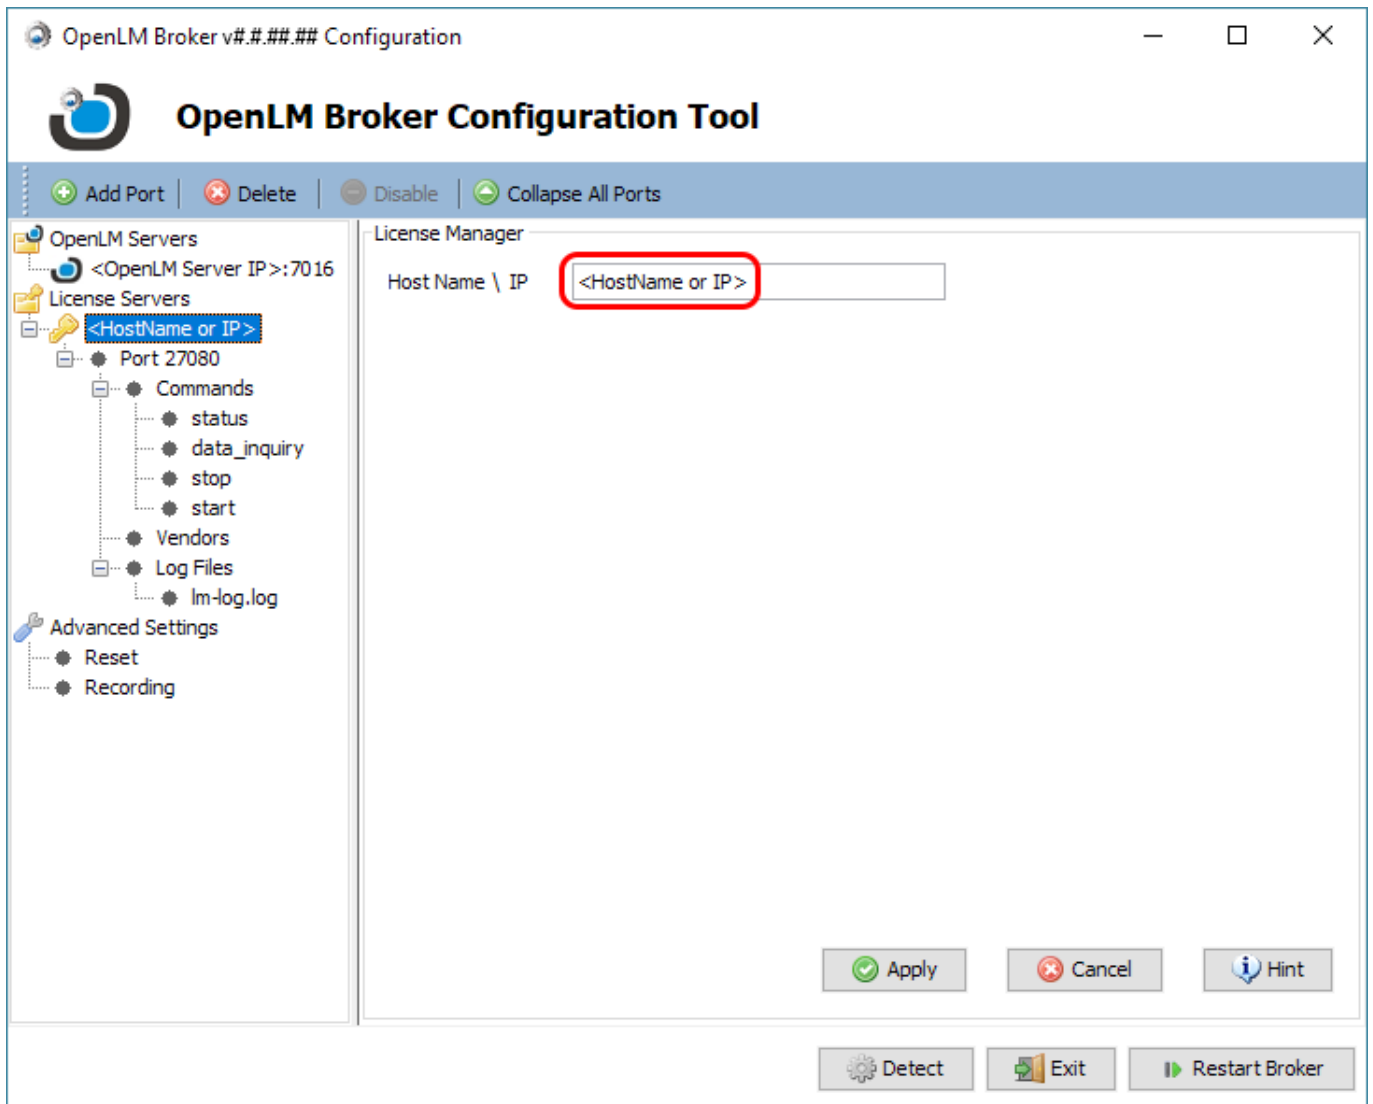 OpenLM Broker v#.#.##.## Configuration
OpenLM Broker Configuration Tool
Add Port
Delete
Disable
Collapse All Ports
OpenLM Servers
<OpenLM Server IP>:7016
License Servers
<HostName or IP>
Port 27080
Commands
status
data_inquiry
stop
start
Vendors
Log Files
lm-log.log
Advanced Settings
Reset
Recording
License Manager
Host Name \ IP
<HostName or IP>
Apply
Cancel
Hint
Detect
Exit
Restart Broker